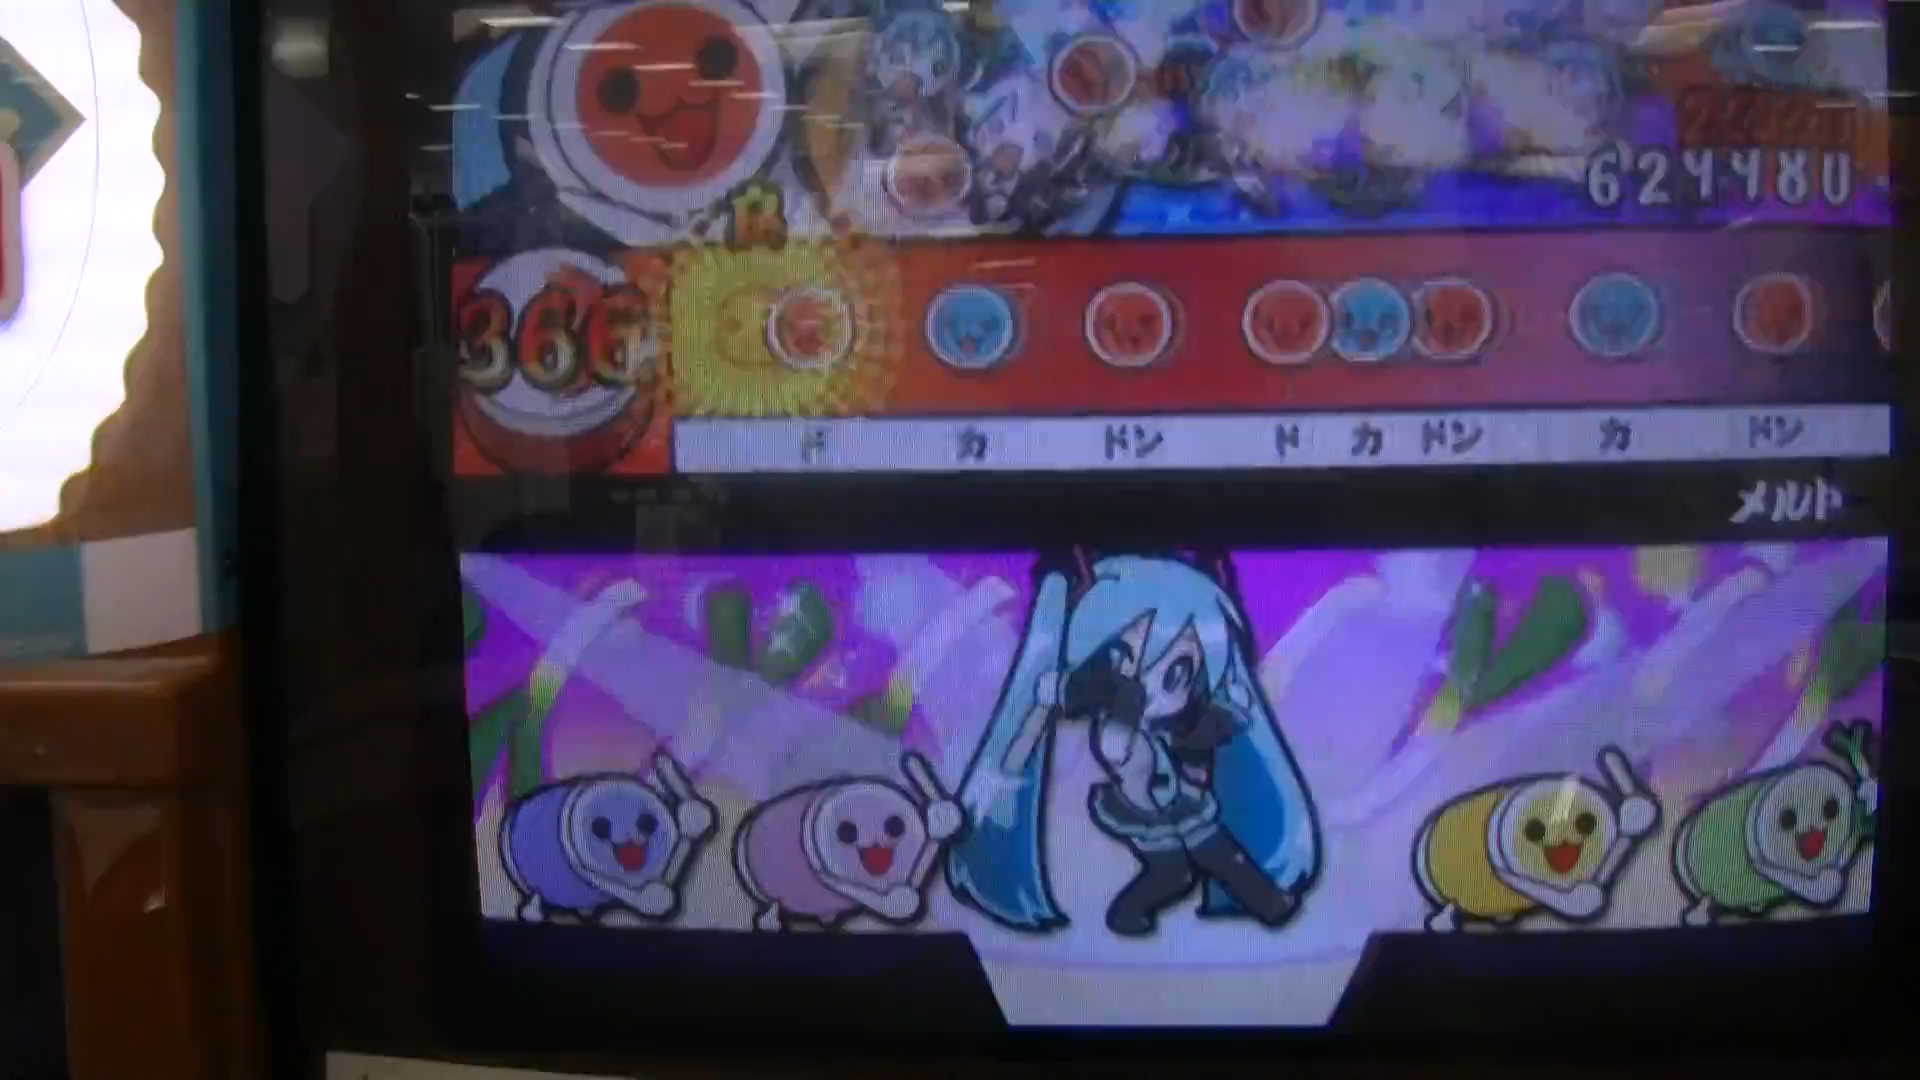 624480
366
ド カ ドン ド カ ドン カ ドン
メルト